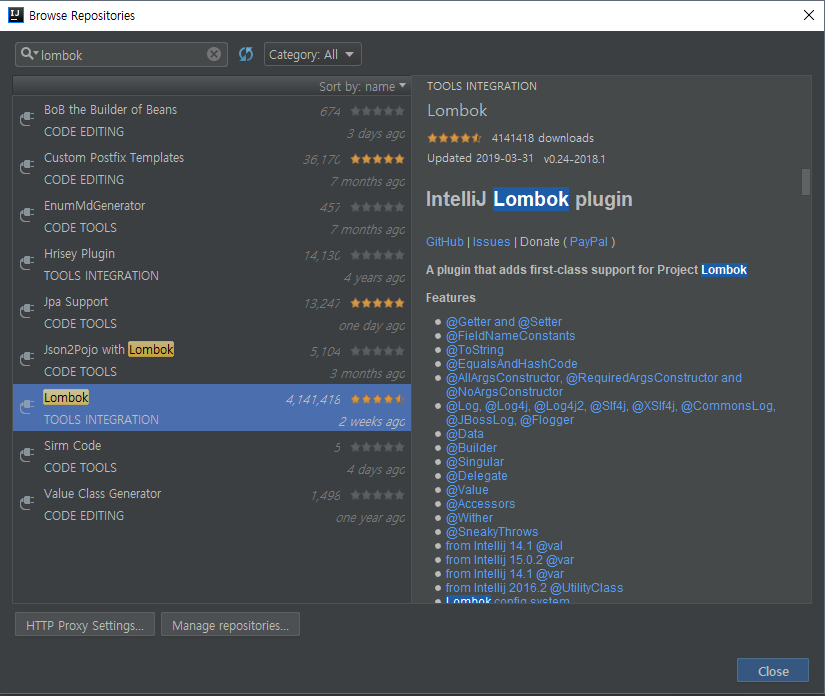 IJ Browse Repositories
lombok
Category: All
Sort by: name
BoB the Builder of Beans 674
CODE EDITING 3 days ago
Custom Postfix Templates 36,170
CODE EDITING 7 months ago
EnumMdGenerator 457
CODE TOOLS 7 months ago
Hrisey Plugin 14,130
TOOLS INTEGRATION 4 years ago
Jpa Support 13,247
CODE TOOLS one day ago
Json2Pojo with Lombok 5,104
CODE TOOLS 3 months ago
Lombok 4,141,418
TOOLS INTEGRATION 2 weeks ago
Sirm Code 5
CODE TOOLS 4 days ago
Value Class Generator 1,498
CODE EDITING one year ago
TOOLS INTEGRATION
Lombok
4141418 downloads
Updated 2019-03-31 v0.24-2018.1
IntelliJ Lombok plugin
GitHub | Issues | Donate ( PayPal )
A plugin that adds first-class support for Project Lombok
Features
@Getter and @Setter
@FieldNameConstants
@ToString
@EqualsAndHashCode
@AllArgsConstructor, @RequiredArgsConstructor and
@NoArgsConstructor
@Log, @Log4j, @Log4j2, @Slf4j, @XSlf4j, @CommonsLog,
@JBossLog, @Flogger
@Data
@Builder
@Singular
@Delegate
@Value
@Accessors
@Wither
@SneakyThrows
from Intellij 14.1 @val
from Intellij 15.0.2 @var
from Intellij 14.1 @var
from Intellij 2016.2 @UtilityClass
Lombok config system
HTTP Proxy Settings...
Manage repositories...
Close